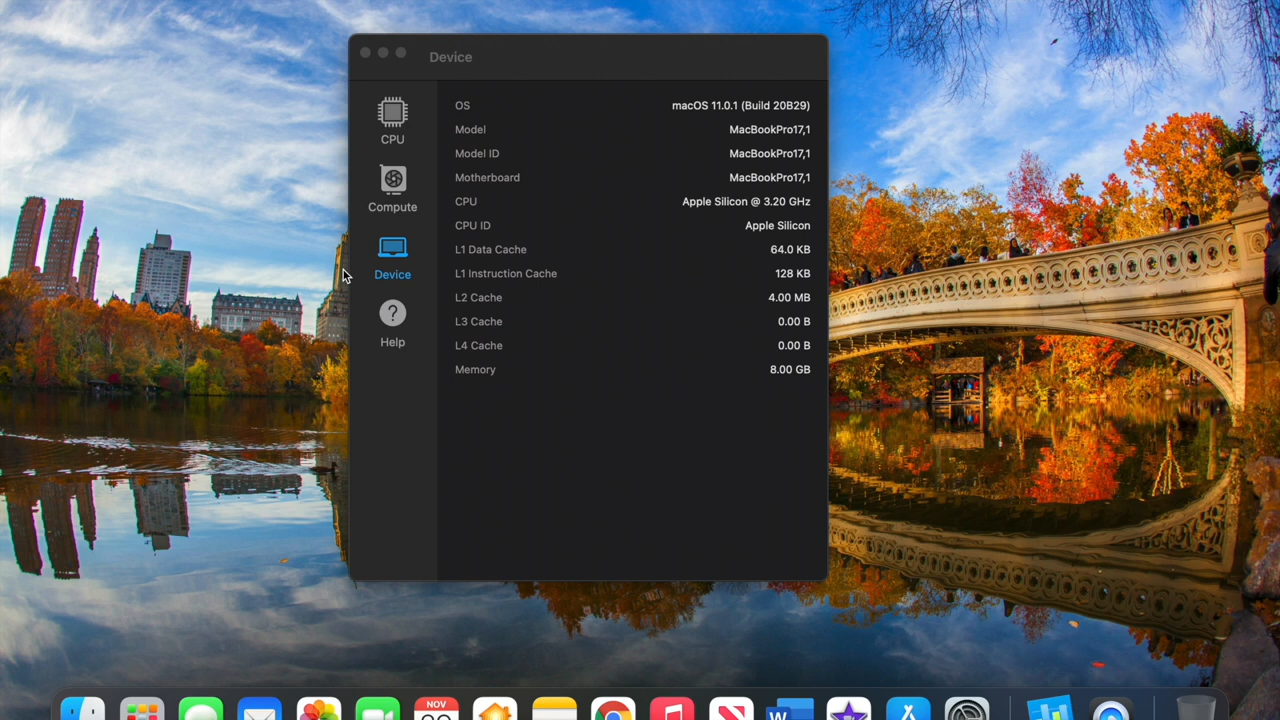 Device
CPU
Compute
Device
Help
OS macOS 11.0.1 (Build 20B29)
Model MacBookPro17,1
Model ID MacBookPro17,1
Motherboard MacBookPro17,1
CPU Apple Silicon @ 3.20 GHz
CPU ID Apple Silicon
L1 Data Cache 64.0 KB
L1 Instruction Cache 128 KB
L2 Cache 4.00 MB
L3 Cache 0.00 B
L4 Cache 0.00 B
Memory 8.00 GB
NOV
W